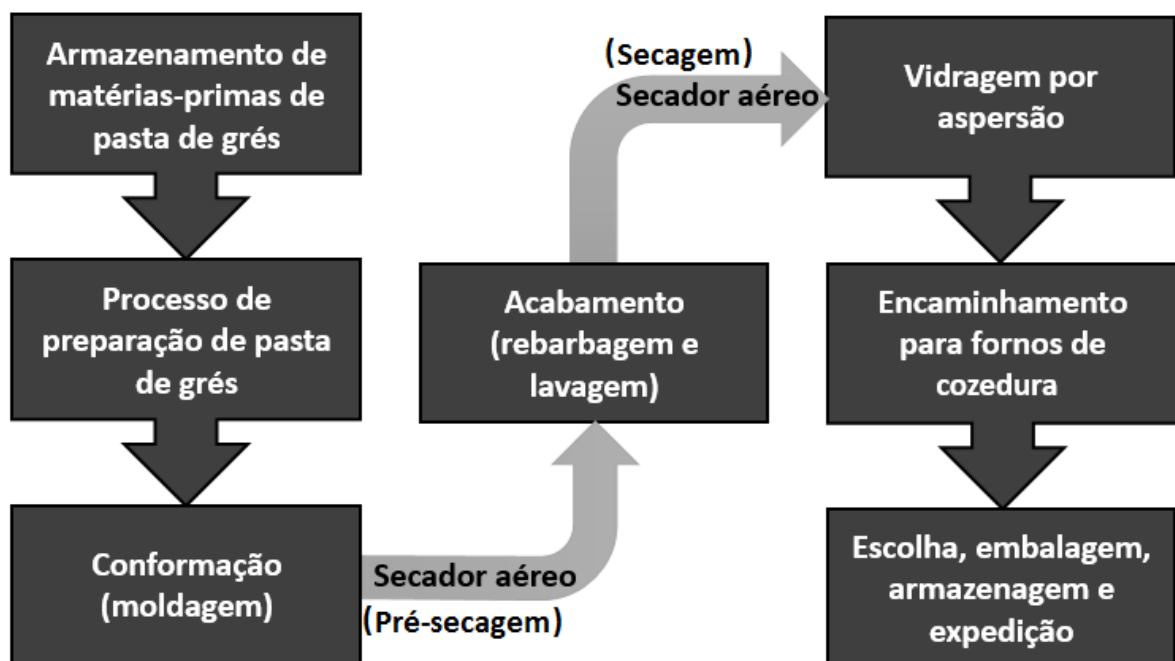 Armazenamento de
matérias-primas de
pasta de grés
Processo de
preparação de pasta
de grés
Conformação
(moldagem)
Secador aéreo
(Pré-secagem)
Acabamento
(rebarbagem e
lavagem)
(Secagem)
Secador aéreo
Vidragem por
aspersão
Encaminhamento
para fornos de
cozedura
Escolha, embalagem,
armazenagem e
expedição